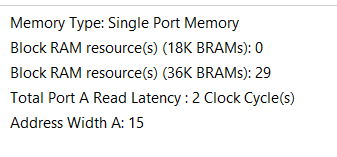 Memory Type: Single Port Memory
Block RAM resource(s) (18K BRAMs): 0
Block RAM resource(s) (36K BRAMs): 29
Total Port A Read Latency : 2 Clock Cycle(s)
Address Width A: 15